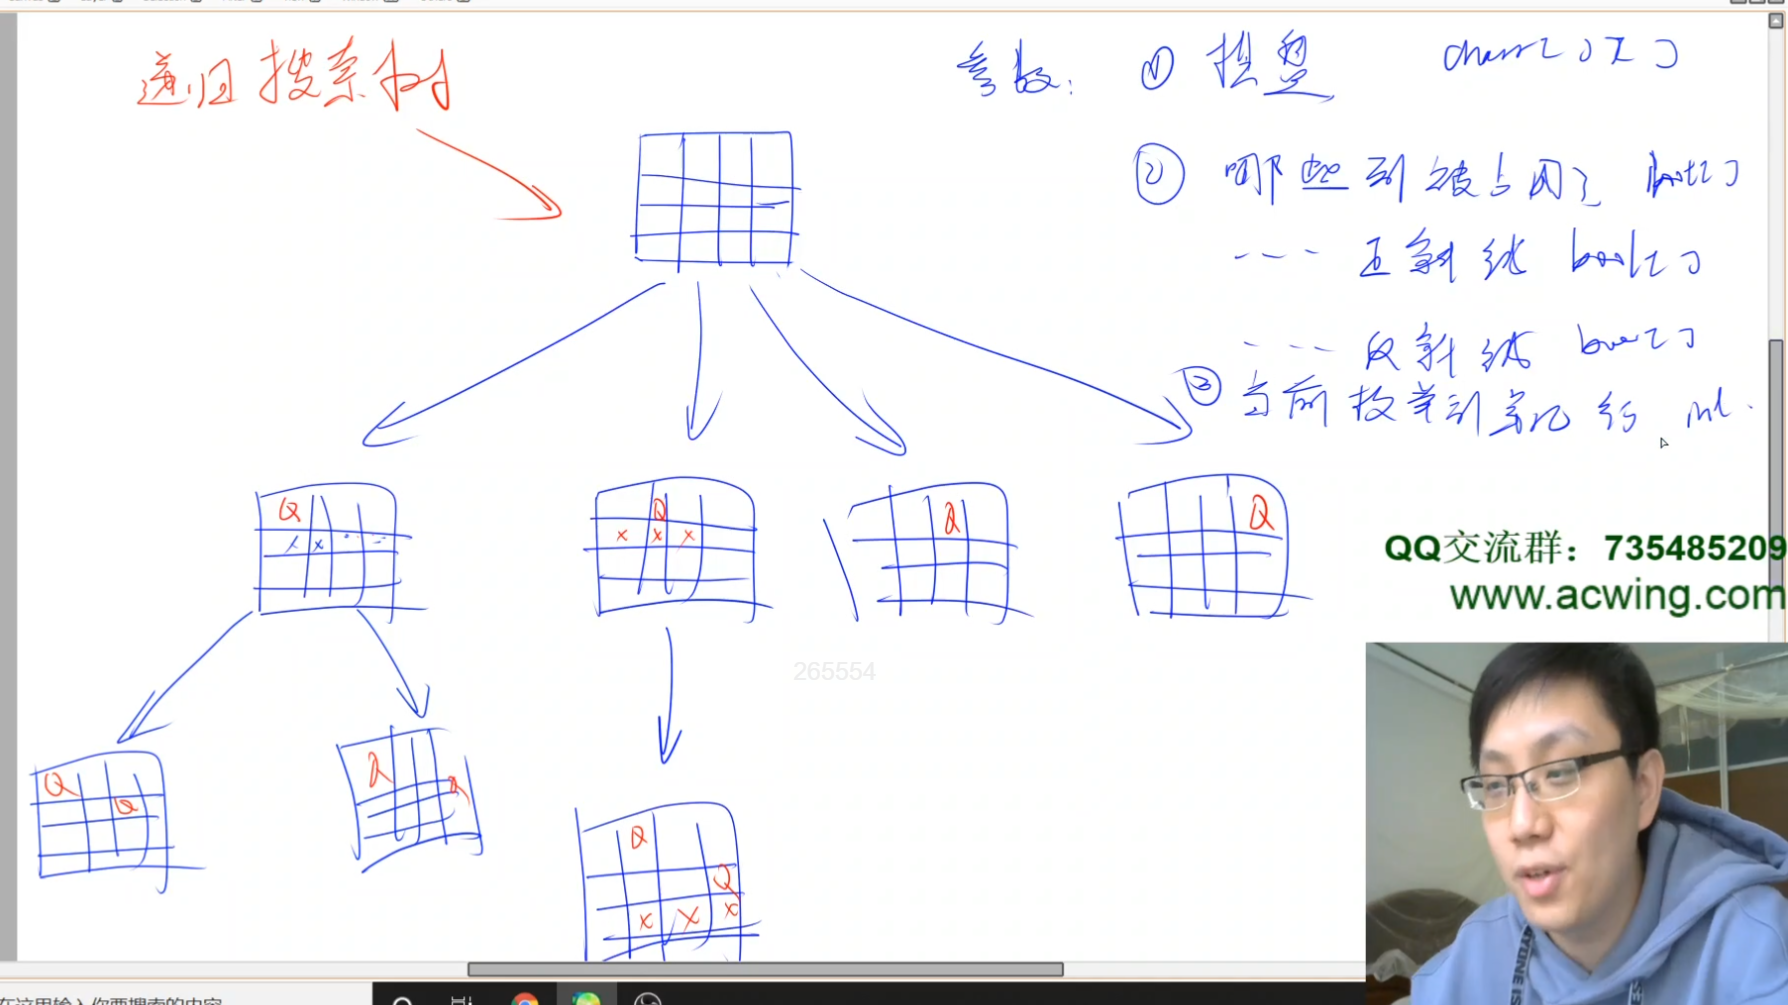 递归搜索树
参数: ① 棋盘 char[][]
② 哪些列被占用了 bool[]
--- 正斜线 bool[]
--- 反斜线 bool[]
③ 当前枚举到第几行 int.
Q
Q
x x x
Q
Q
x x
QQ交流群：735485209
www.acwing.com
265554
Q
Q
Q
Q
Q
Q
x x x
在这里输入你要搜索的内容